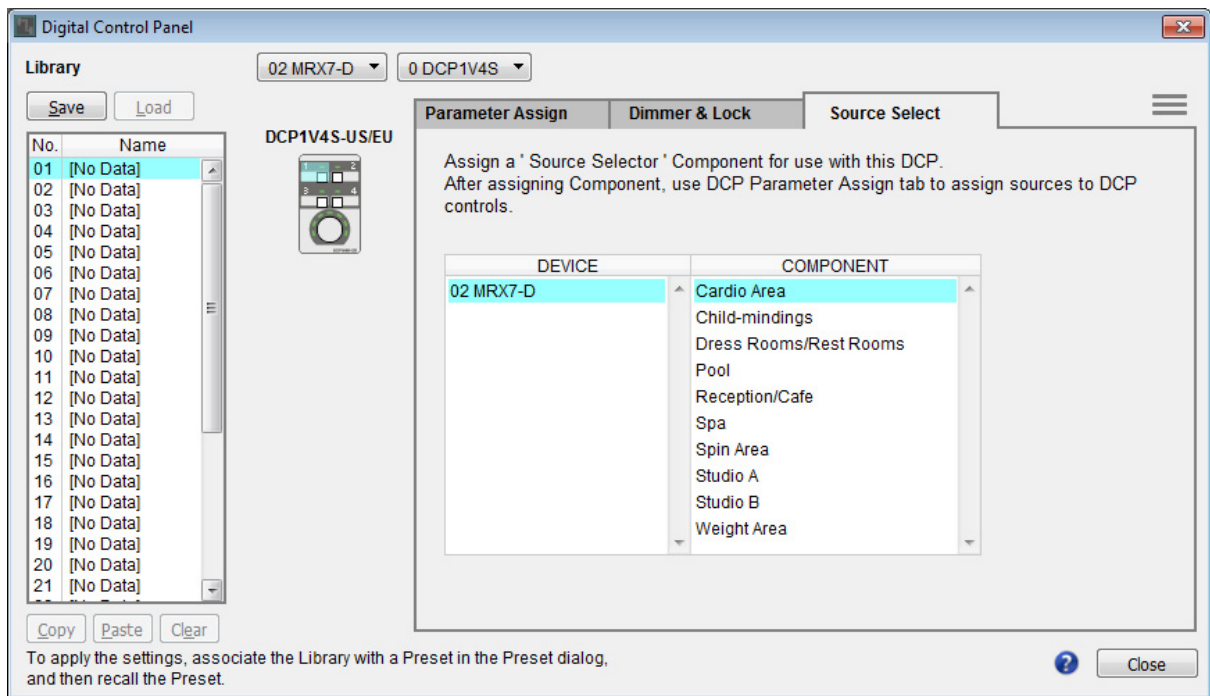 Digital Control Panel
Library
02 MRX7-D
0 DCP1V4S
Save
Load
Parameter Assign
Dimmer & Lock
Source Select
DCP1V4S-US/EU
1
2
3
4
No. Name
01 [No Data]
02 [No Data]
03 [No Data]
04 [No Data]
05 [No Data]
06 [No Data]
07 [No Data]
08 [No Data]
09 [No Data]
10 [No Data]
11 [No Data]
12 [No Data]
13 [No Data]
14 [No Data]
15 [No Data]
16 [No Data]
17 [No Data]
18 [No Data]
19 [No Data]
20 [No Data]
21 [No Data]
Assign a ' Source Selector ' Component for use with this DCP.
After assigning Component, use DCP Parameter Assign tab to assign sources to DCP
controls.
DEVICE
02 MRX7-D
COMPONENT
Cardio Area
Child-mindings
Dress Rooms/Rest Rooms
Pool
Reception/Cafe
Spa
Spin Area
Studio A
Studio B
Weight Area
Copy
Paste
Clear
To apply the settings, associate the Library with a Preset in the Preset dialog,
and then recall the Preset.
?
Close